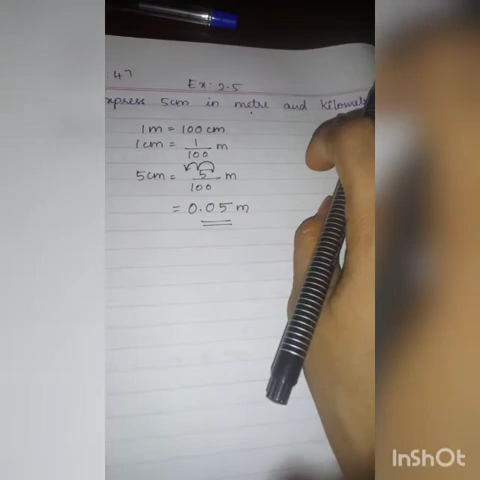 4)
Ex: 2.5
xpress 5cm in metre and kilomet
1m = 100 cm
1cm = 1/100 m
5cm = 5/100 m
= 0.05 m
InShOt